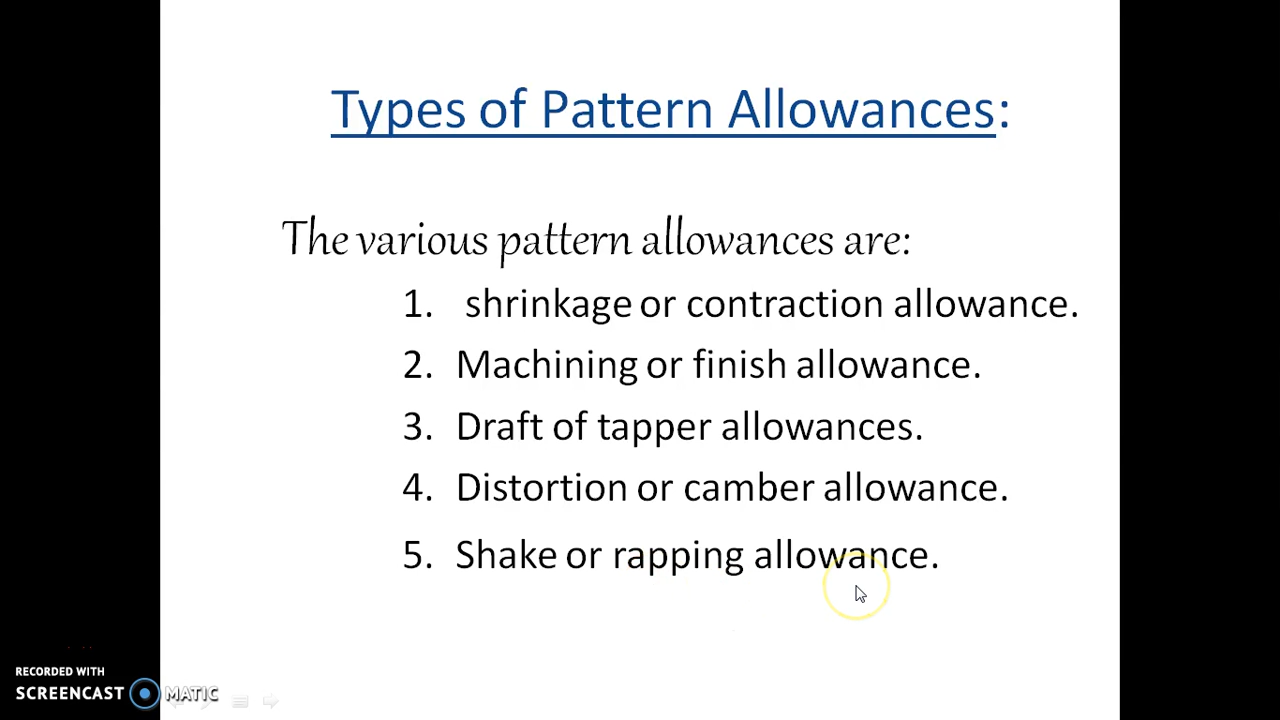 Types of Pattern Allowances:
The various pattern allowances are:
1. shrinkage or contraction allowance.
2. Machining or finish allowance.
3. Draft of tapper allowances.
4. Distortion or camber allowance.
5. Shake or rapping allowance.
RECORDED WITH
SCREENCAST MATIC